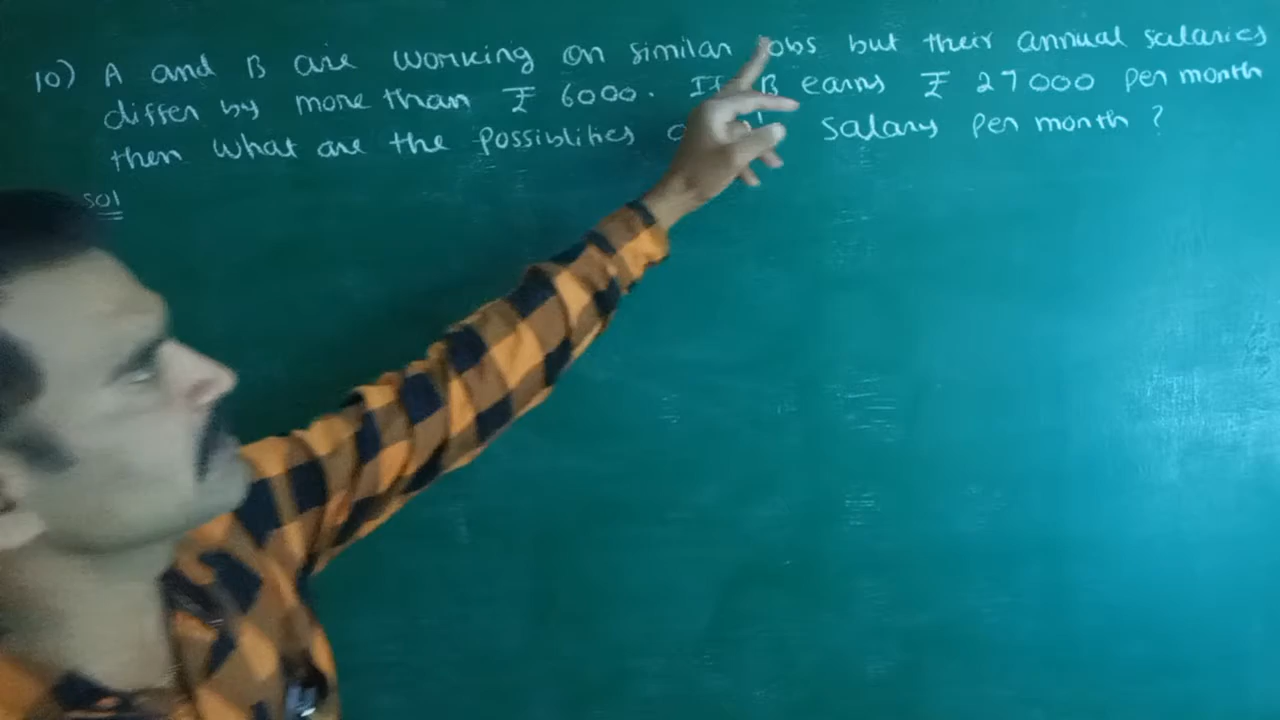 10) A and B are working on similar jobs but their annual salaries
differ by more than ₹ 6000. If B earns ₹ 27000 per month
then what are the possiblities salary per month ?
Sol